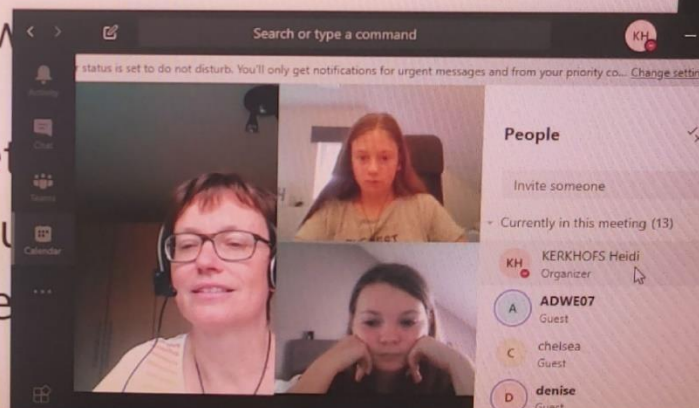 Search or type a command
KH
status is set to do not disturb. You'll only get notifications for urgent messages and from your priority co... Change settin
Activity
Chat
Teams
Calendar
People
Invite someone
Currently in this meeting (13)
KH
KERKHOFS Heidi
Organizer
A
ADWE07
Guest
C
chelsea
Guest
D
denise
Guest